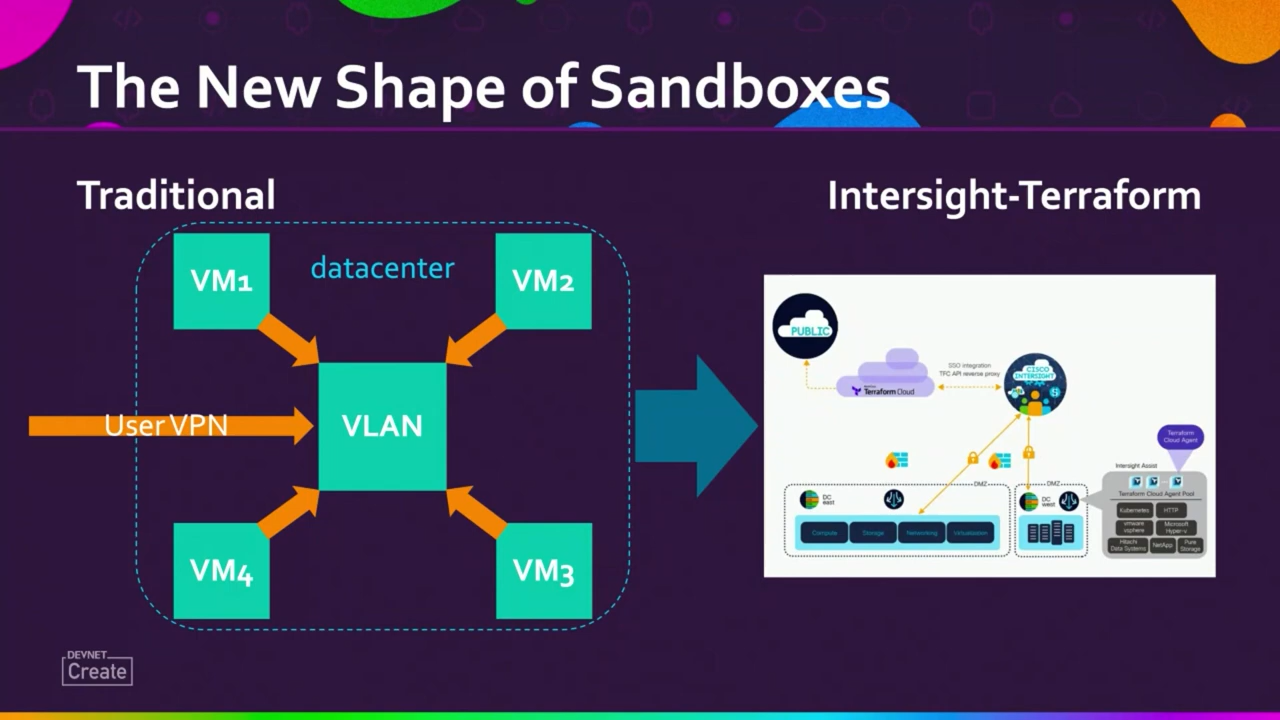 The New Shape of Sandboxes
Traditional
Intersight-Terraform
datacenter
VM1
VM2
User VPN
VLAN
VM4
VM3
PUBLIC
Terraform Cloud
SSO integration
TFC API reverse proxy
CISCO
INTERSIGHT
DMZ
DC
east
Compute
Storage
Networking
Virtualization
DMZ
DC
west
Terraform
Cloud Agent
Intersight Assist
Terraform Cloud Agent Pool
Kubernetes
HTTP
vmware
vsphere
Microsoft
Hyper-v
Hitachi
Data Systems
NetApp
Pure
Storage
DEVNET
Create